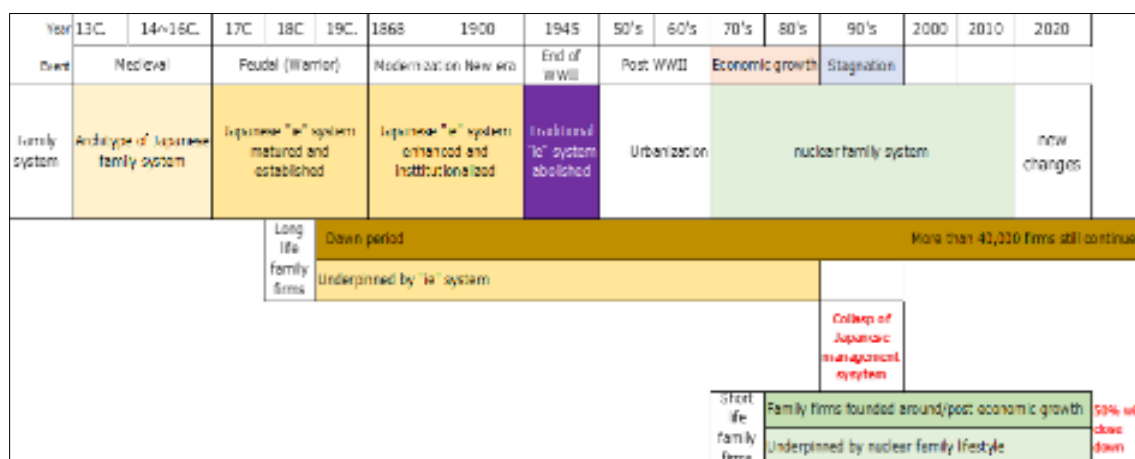 Year 13C. 14~16C. 17C 18C 19C. 1868 1900 1945 50's 60's 70's 80's 90's 2000 2010 2020
Event Medieval Feudal (Warrior) Modernization New era End of WWII Post WWII Economic growth Stagnation
Family system
Archtype of Japanese family system
Japanese "ie" system matured and established
Japanese "ie" system enhanced and insttitutionalized
Traditional "ie" system abolished
Urbanization
nuclear family system
new changes
Long life family firms
Dawn period
More than 40,000 firms still continue
Underpinned by "ie" system
Collasp of
Japanese
management
sysytem
Short life family firms
Family firms founded around/post economic growth
Underpinned by nuclear family lifestyle
50% wi
close
down